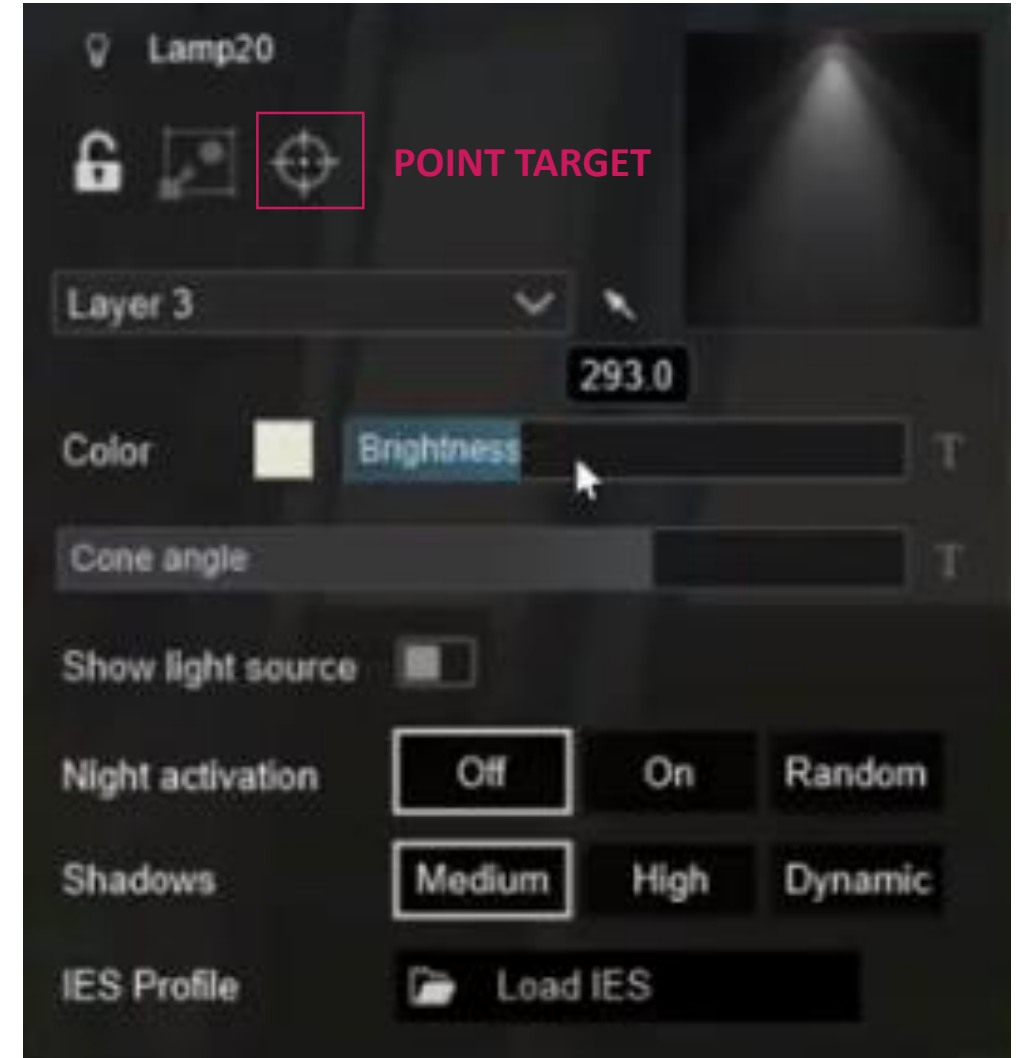 Lamp20
POINT TARGET
Layer 3
293.0
Color Brightness T
Cone angle T
Show light source
Night activation Off On Random
Shadows Medium High Dynamic
IES Profile Load IES